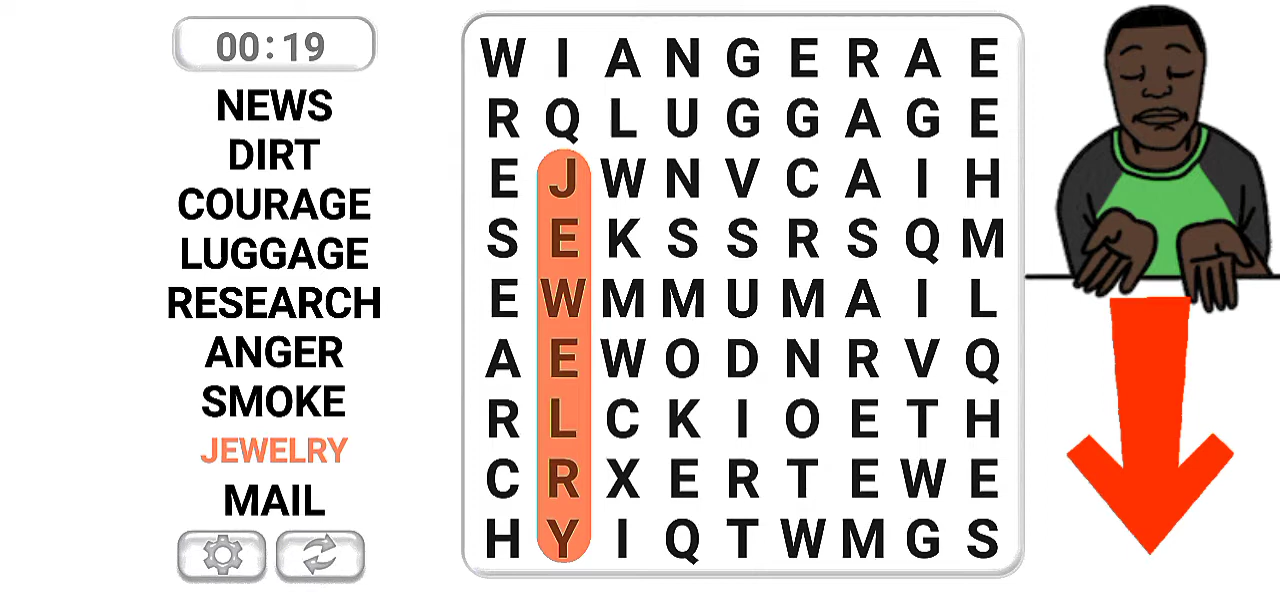 00:19
NEWS
DIRT
COURAGE
LUGGAGE
RESEARCH
ANGER
SMOKE
JEWELRY
MAIL
W I A N G E R A E
R Q L U G G A G E
E J W N V C A I H
S E K S S R S Q M
E W M M U M A I L
A E W O D N R V Q
R L C K I O E T H
C R X E R T E W E
H Y I Q T W M G S